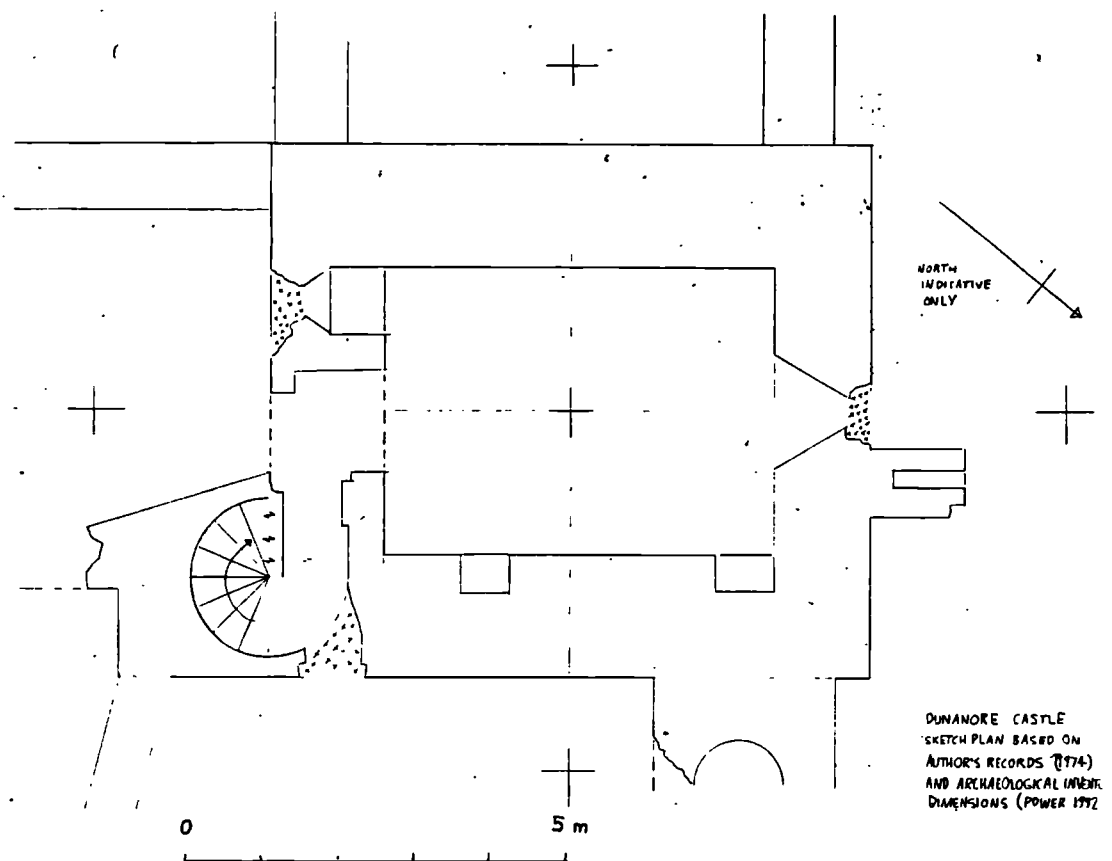 NORTH
INDICATIVE
ONLY
DUNANORE CASTLE
SKETCH PLAN BASED ON
AUTHOR'S RECORDS (1974)
AND ARCHAEOLOGICAL
DIMENSIONS (POWER 1992
0 5 m